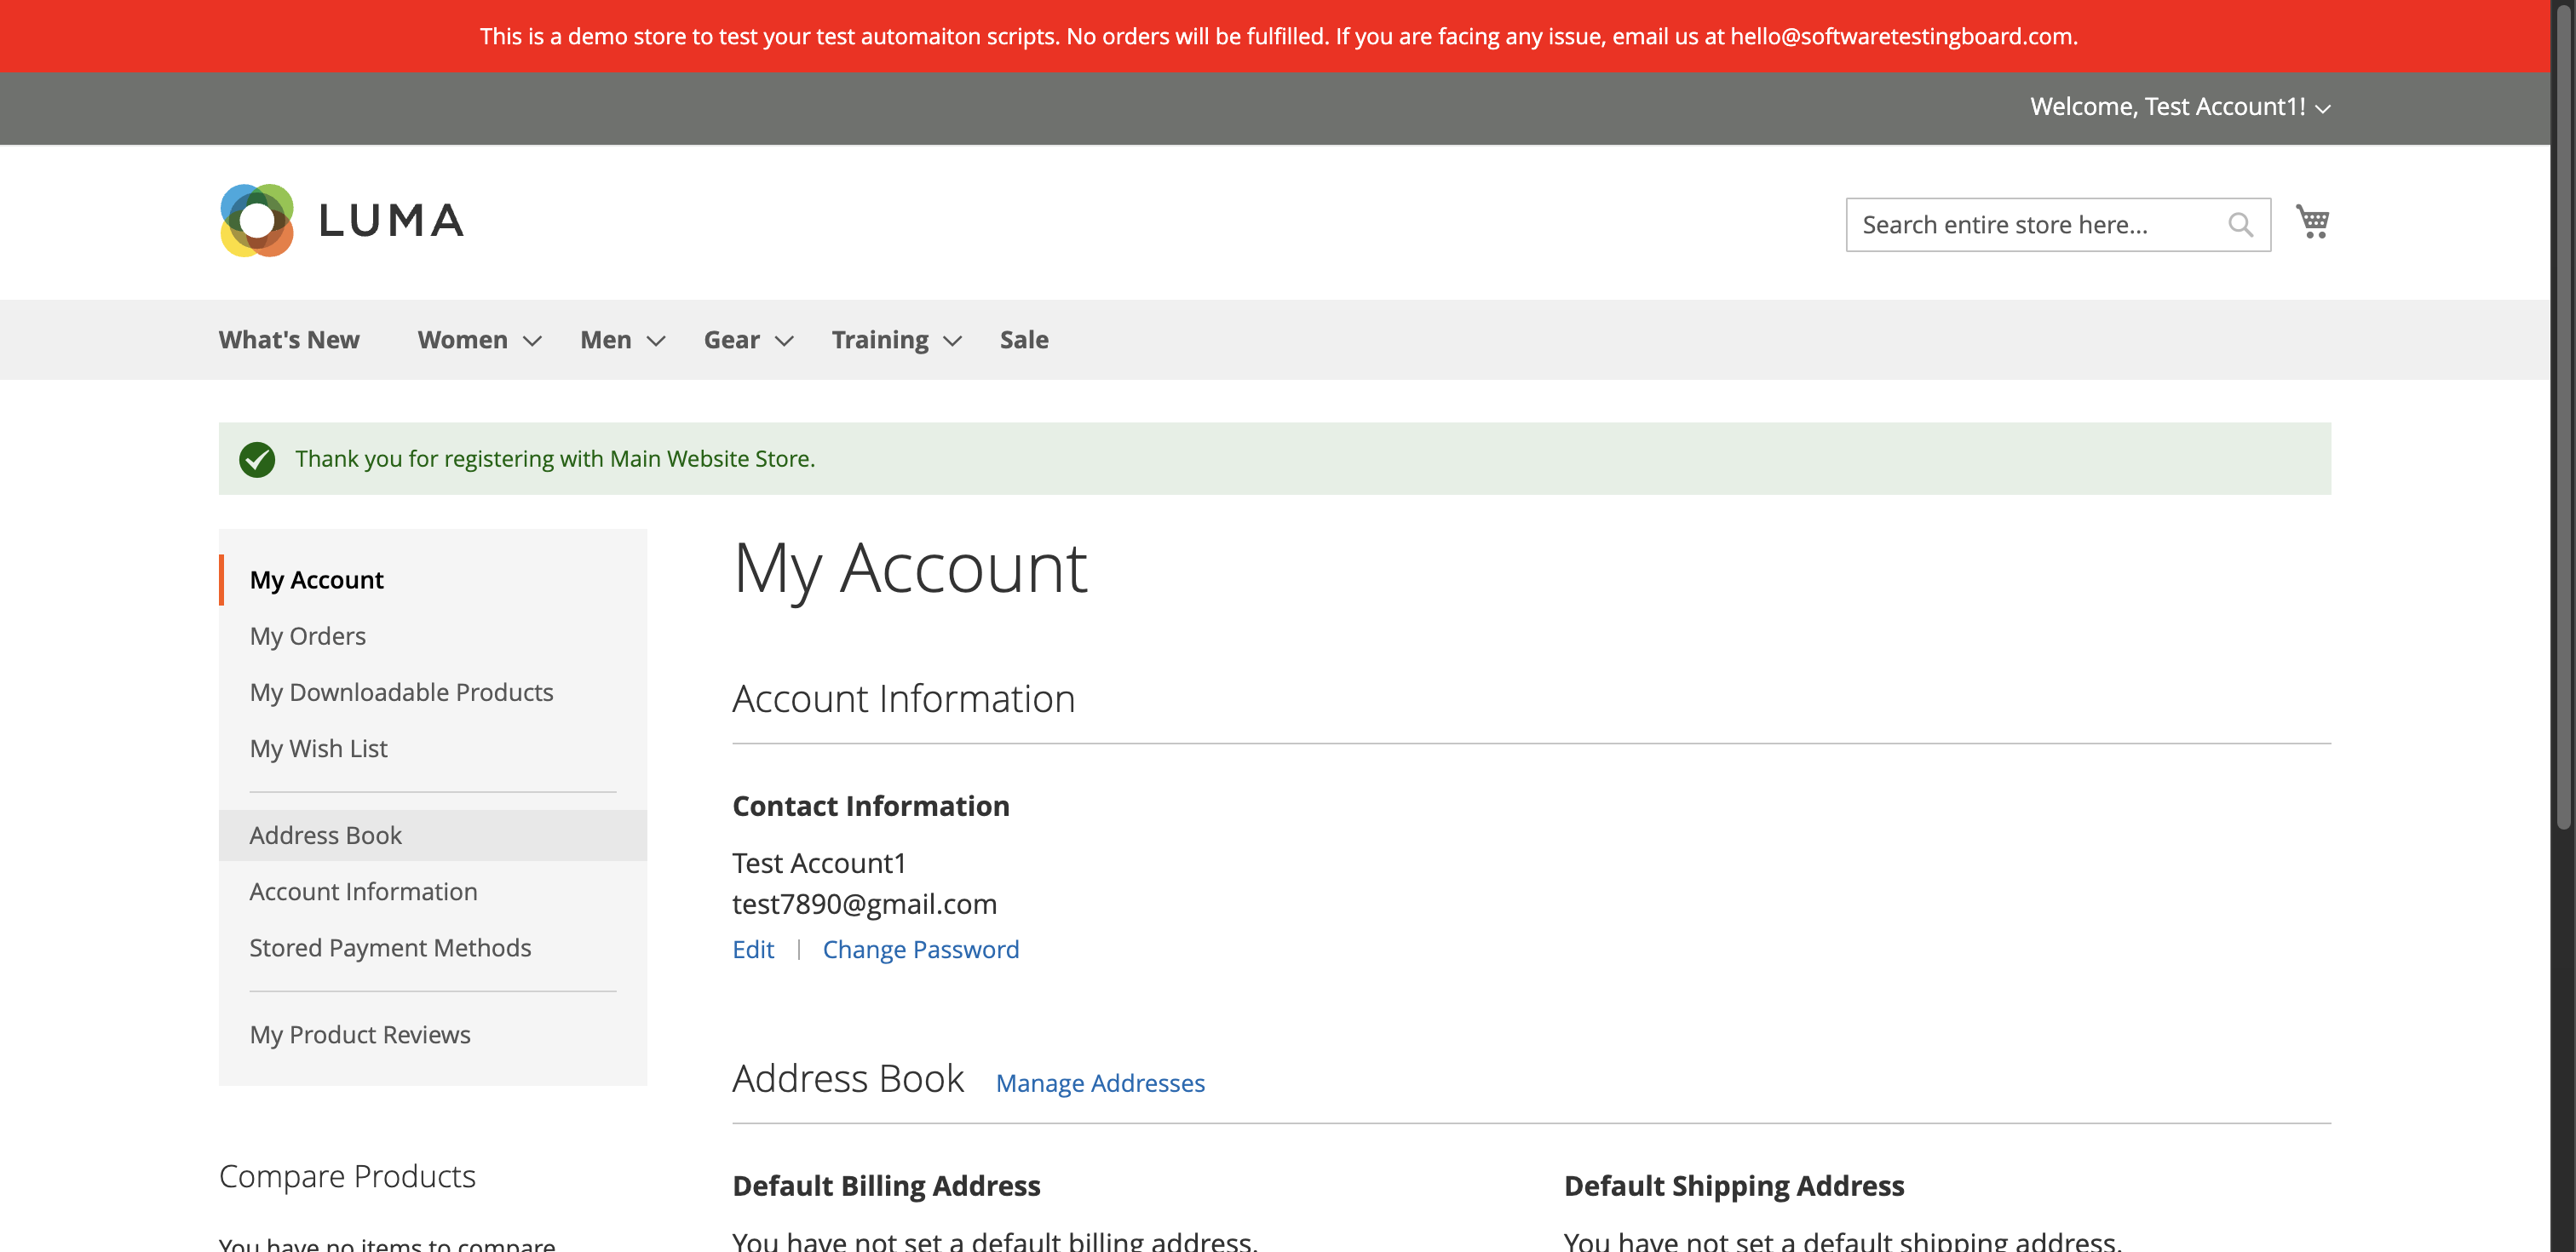 This is a demo store to test your test automaiton scripts. No orders will be fulfilled. If you are facing any issue, email us at hello@softwaretestingboard.com.
Welcome, Test Account1!
LUMA
Search entire store here...
What's New Women Men Gear Training Sale
Thank you for registering with Main Website Store.
My Account
My Orders
My Downloadable Products
My Wish List
Address Book
Account Information
Stored Payment Methods
My Product Reviews
Compare Products
You have no items to compare
My Account
Account Information
Contact Information
Test Account1
test7890@gmail.com
Edit | Change Password
Address Book Manage Addresses
Default Billing Address
You have not set a default billing address.
Default Shipping Address
You have not set a default shipping address.